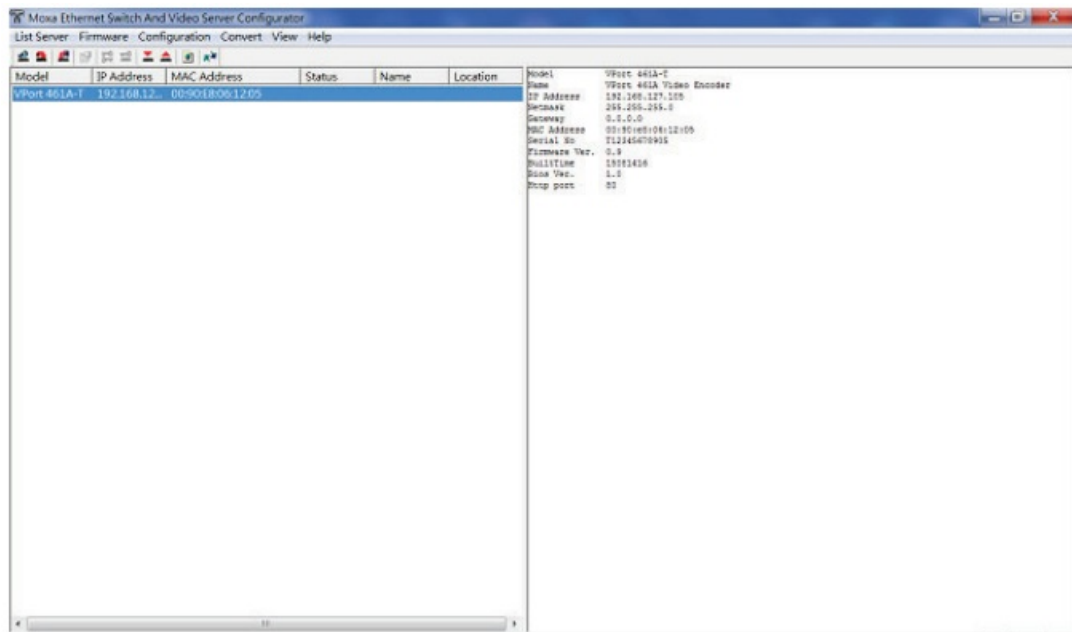 Moxa Ethernet Switch And Video Server Configurator
List Server Firmware Configuration Convert View Help
Model IP Address MAC Address Status Name Location
VPort 461A-T 192.168.12... 00:90:E8:06:12:05
Model VPort 461A-T
Name VPort 461A Video Encoder
IP Address 192.168.127.105
Netmask 255.255.255.0
Gateway 0.0.0.0
MAC Address 00:90:e8:06:12:05
Serial No
Firmware Ver. 0.9
BuiltTime
Bios Ver. 1.0
Http port 80